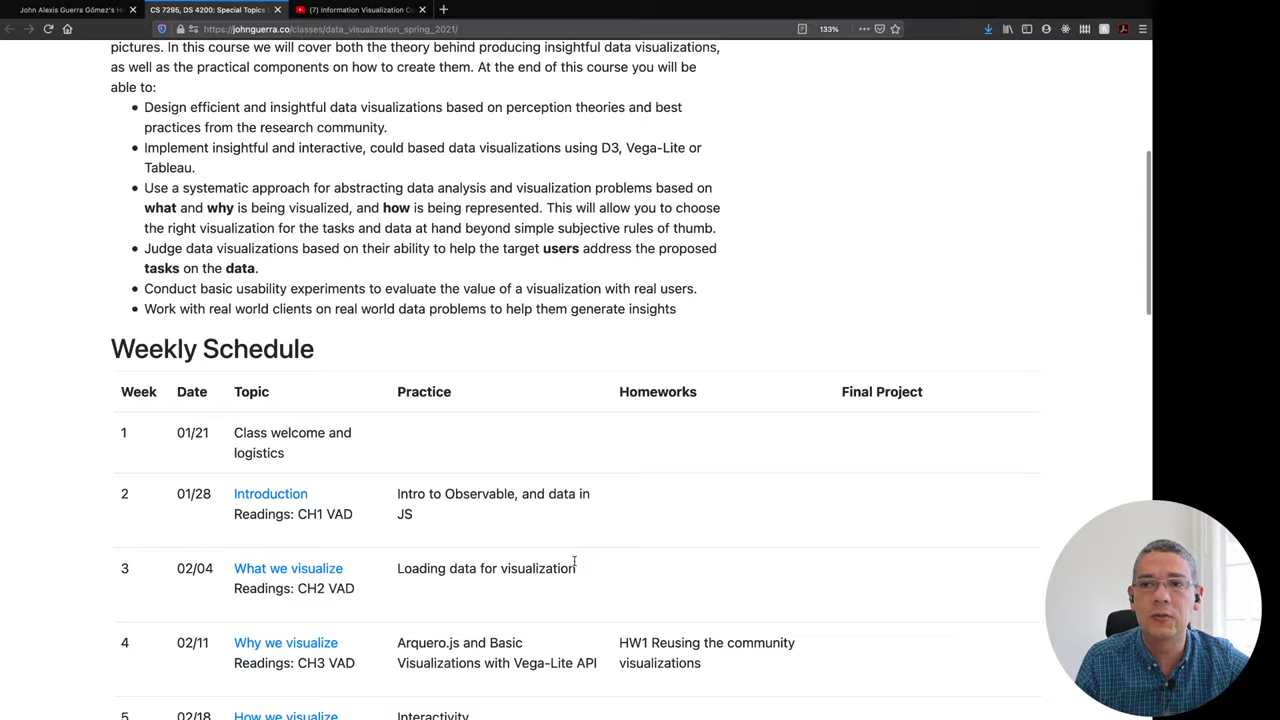 John Alexis Guerra Gómez's H
CS 7295, DS 4200: Special Topics
(7) Information Visualization C
https://johnguerra.co/classes/data_visualization_spring_2021/
133%
pictures. In this course we will cover both the theory behind producing insightful data visualizations,
as well as the practical components on how to create them. At the end of this course you will be
able to:
Design efficient and insightful data visualizations based on perception theories and best
practices from the research community.
Implement insightful and interactive, could based data visualizations using D3, Vega-Lite or
Tableau.
Use a systematic approach for abstracting data analysis and visualization problems based on
what and why is being visualized, and how is being represented. This will allow you to choose
the right visualization for the tasks and data at hand beyond simple subjective rules of thumb.
Judge data visualizations based on their ability to help the target users address the proposed
tasks on the data.
Conduct basic usability experiments to evaluate the value of a visualization with real users.
Work with real world clients on real world data problems to help them generate insights
Weekly Schedule
Week Date Topic Practice Homeworks Final Project
1 01/21 Class welcome and
logistics
2 01/28 Introduction Intro to Observable, and data in
Readings: CH1 VAD JS
3 02/04 What we visualize Loading data for visualization
Readings: CH2 VAD
4 02/11 Why we visualize Arquero.js and Basic HW1 Reusing the community
Readings: CH3 VAD Visualizations with Vega-Lite API visualizations
5 02/18 How we visualize Interactivity